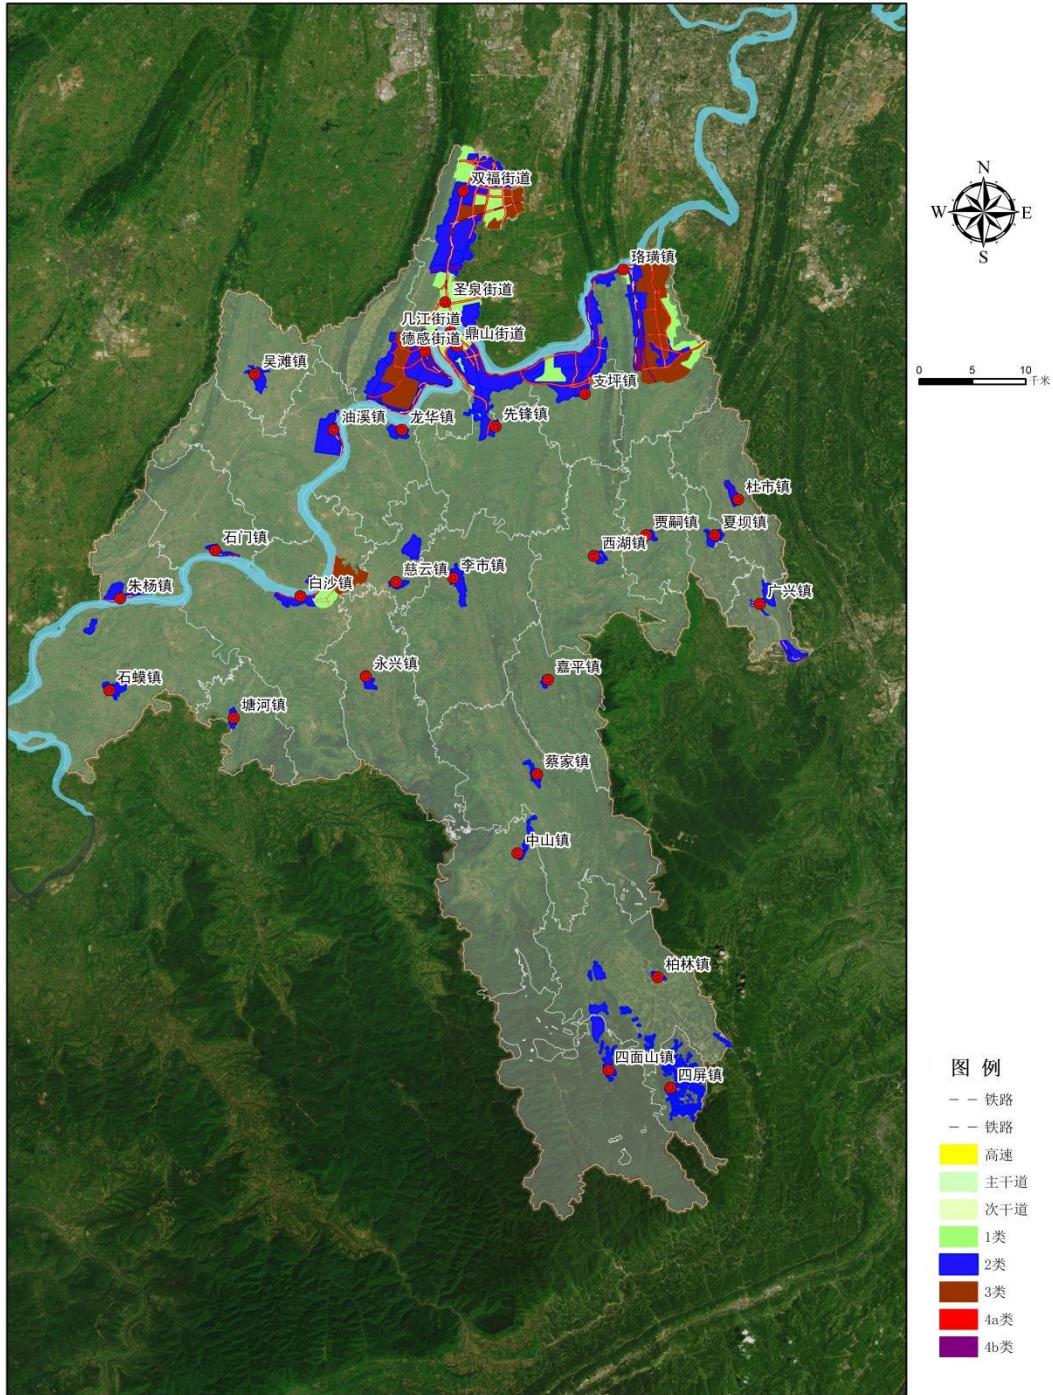 双福街道
N
W
E
S
珞璜镇
圣泉街道
几江街道
鼎山街道
德感街道
吴滩镇
支坪镇
0
5
10
千米
油溪镇
龙华镇
先锋镇
杜市镇
石门镇
西湖镇
贾嗣镇
夏坝镇
朱杨镇
白沙镇
慈云镇
李市镇
广兴镇
石蟆镇
永兴镇
嘉平镇
塘河镇
蔡家镇
中山镇
柏林镇
四面山镇
四屏镇
图 例
铁路
铁路
高速
主干道
次干道
1类
2类
3类
4a类
4b类